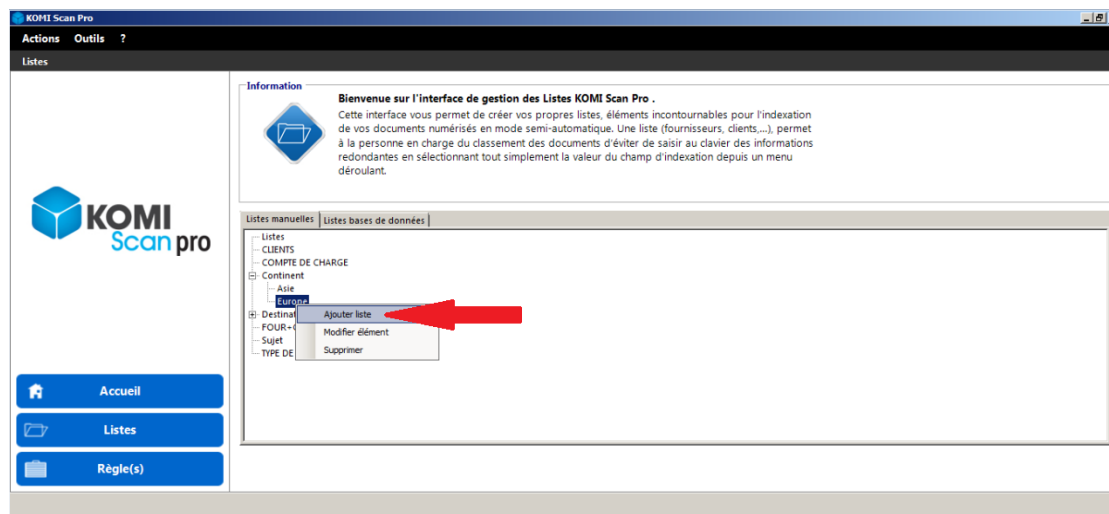 KOMI Scan Pro
Actions Outils ?
Listes
Information
Bienvenue sur l'interface de gestion des Listes KOMI Scan Pro .
Cette interface vous permet de créer vos propres listes, éléments incontournables pour l'indexation
de vos documents numérisés en mode semi-automatique. Une liste (fournisseurs, clients,...), permet
à la personne en charge du classement des documents d'éviter de saisir au clavier des informations
redondantes en sélectionnant tout simplement la valeur du champ d'indexation depuis un menu
déroulant.
KOMI
Scan pro
Listes manuelles Listes bases de données
Listes
CLIENTS
COMPTE DE CHARGE
Continent
Asie
Europe
Destinat
FOUR+
Sujet
TYPE DE
Ajouter liste
Modifier élément
Supprimer
Accueil
Listes
Règle(s)